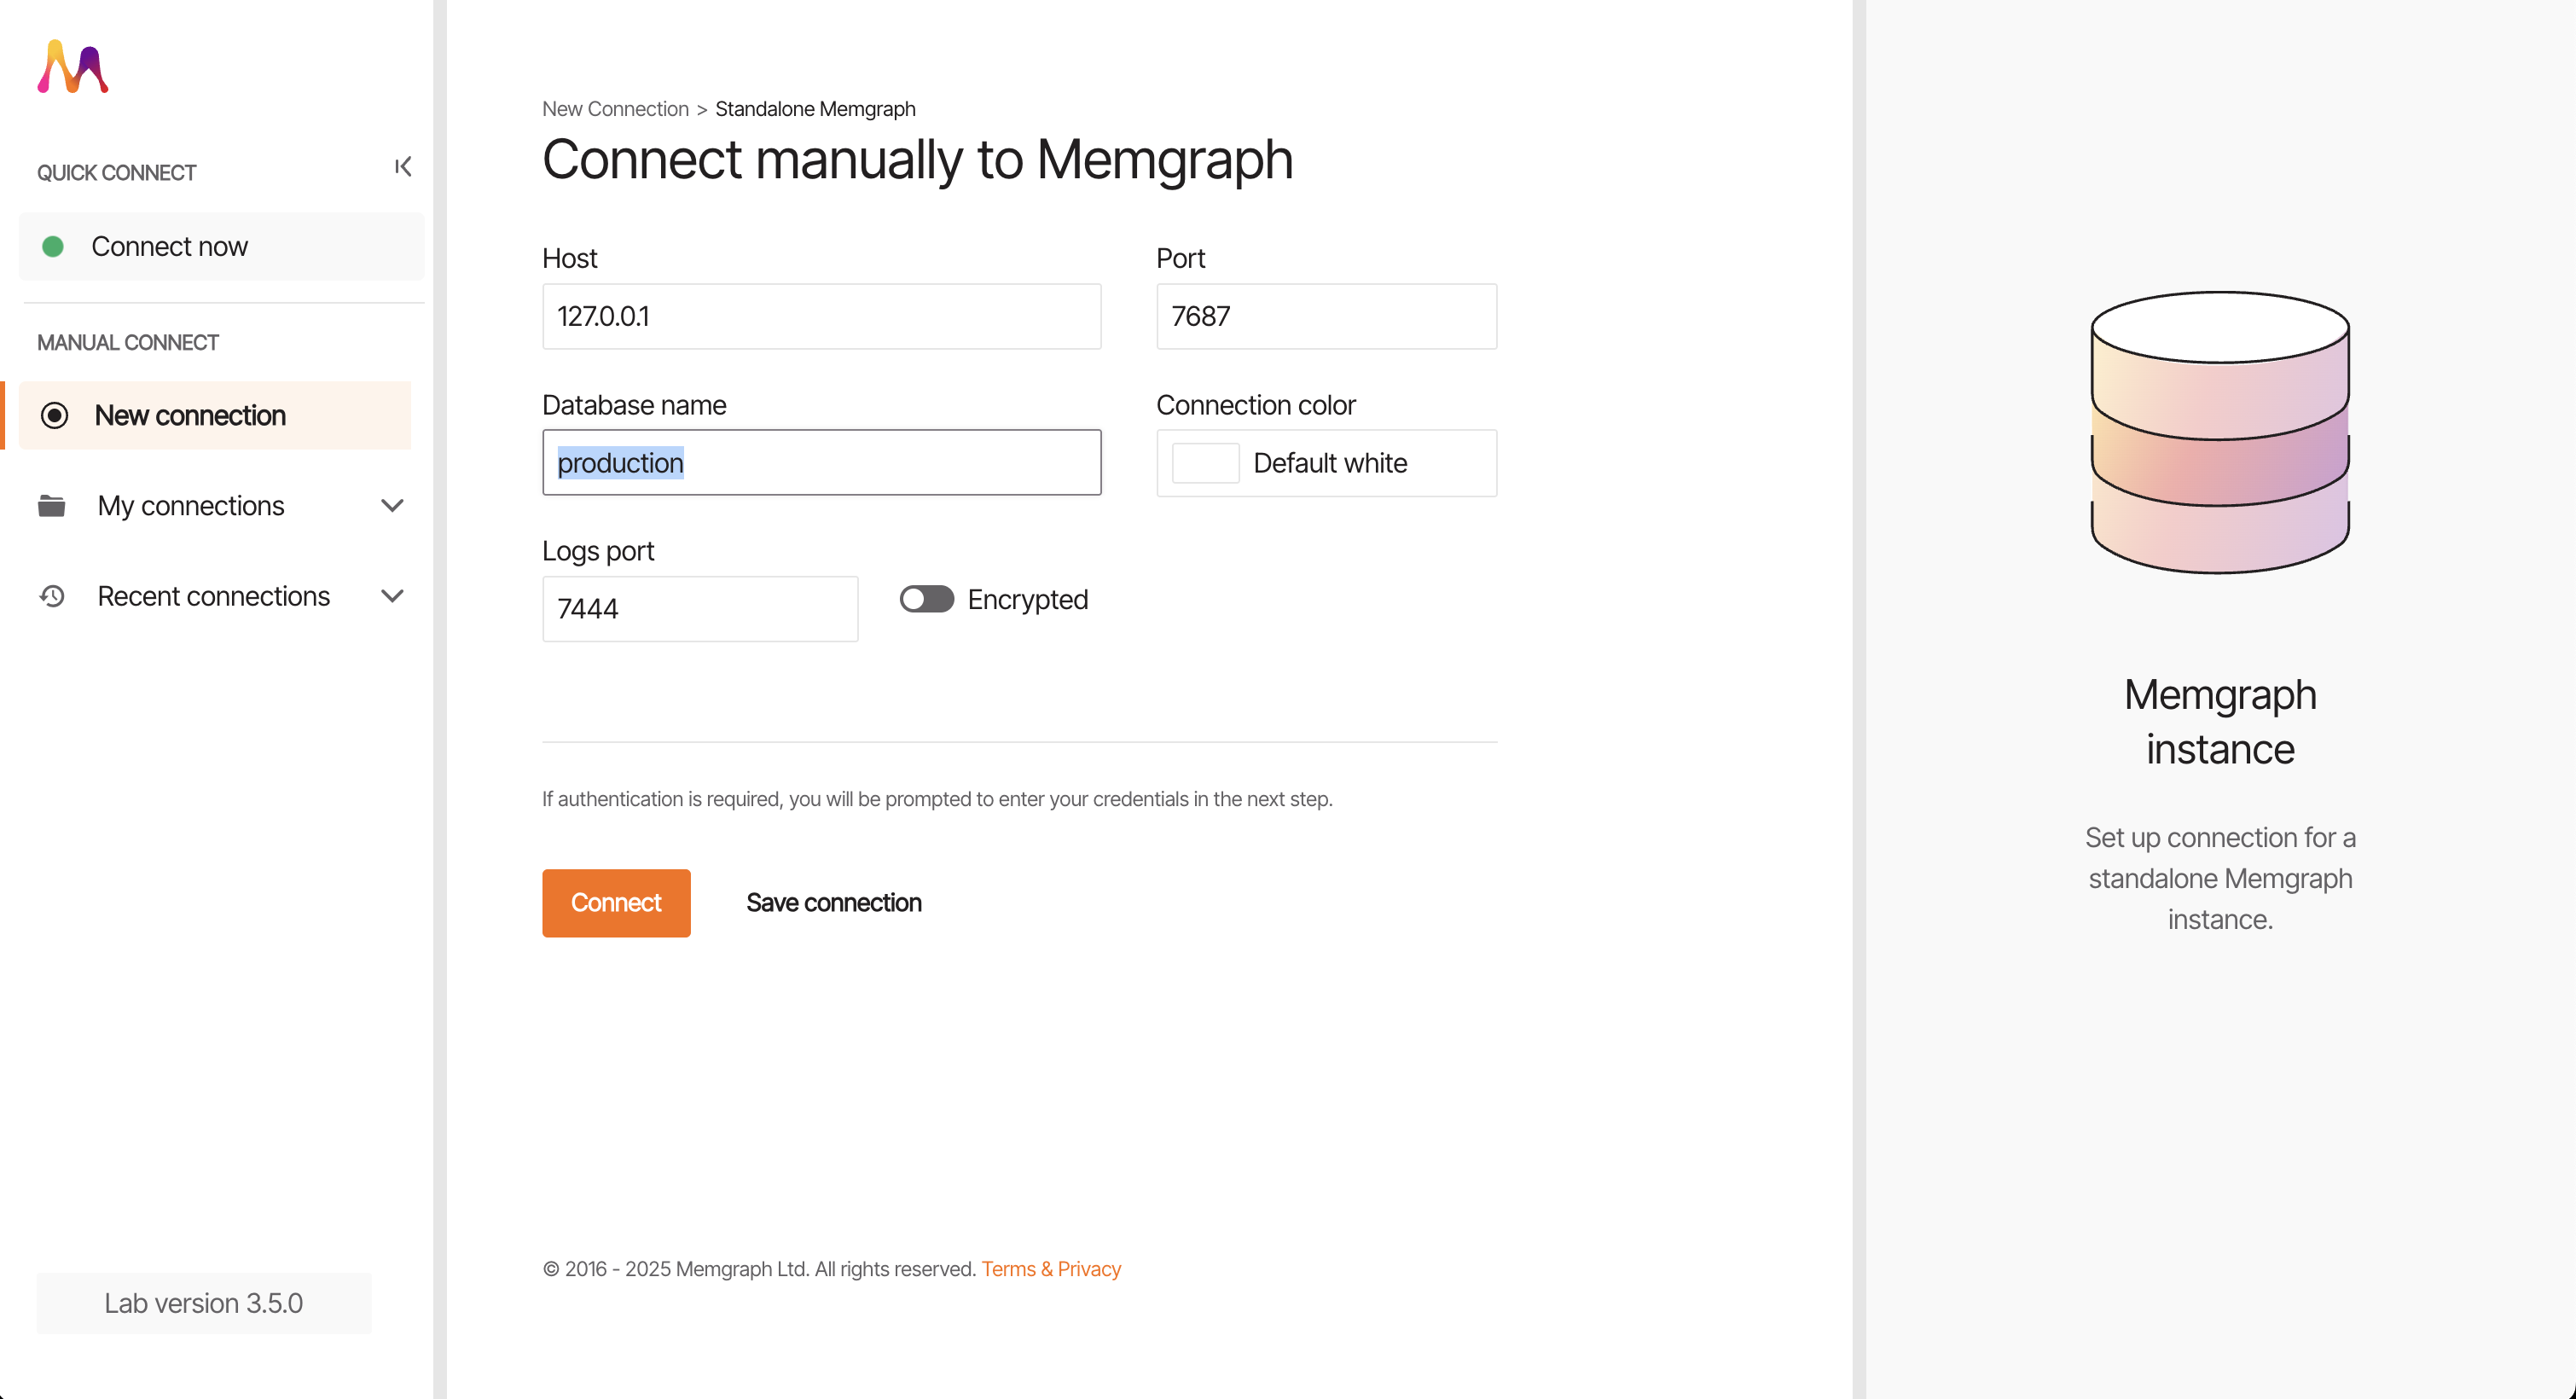 QUICK CONNECT
Connect now
MANUAL CONNECT
New connection
My connections
Recent connections
Lab version 3.5.0
New Connection > Standalone Memgraph
Connect manually to Memgraph
Host
127.0.0.1
Port
7687
Database name
production
Connection color
Default white
Logs port
7444
Encrypted
If authentication is required, you will be prompted to enter your credentials in the next step.
Connect
Save connection
© 2016 - 2025 Memgraph Ltd. All rights reserved. Terms & Privacy
Memgraph
instance
Set up connection for a
standalone Memgraph
instance.